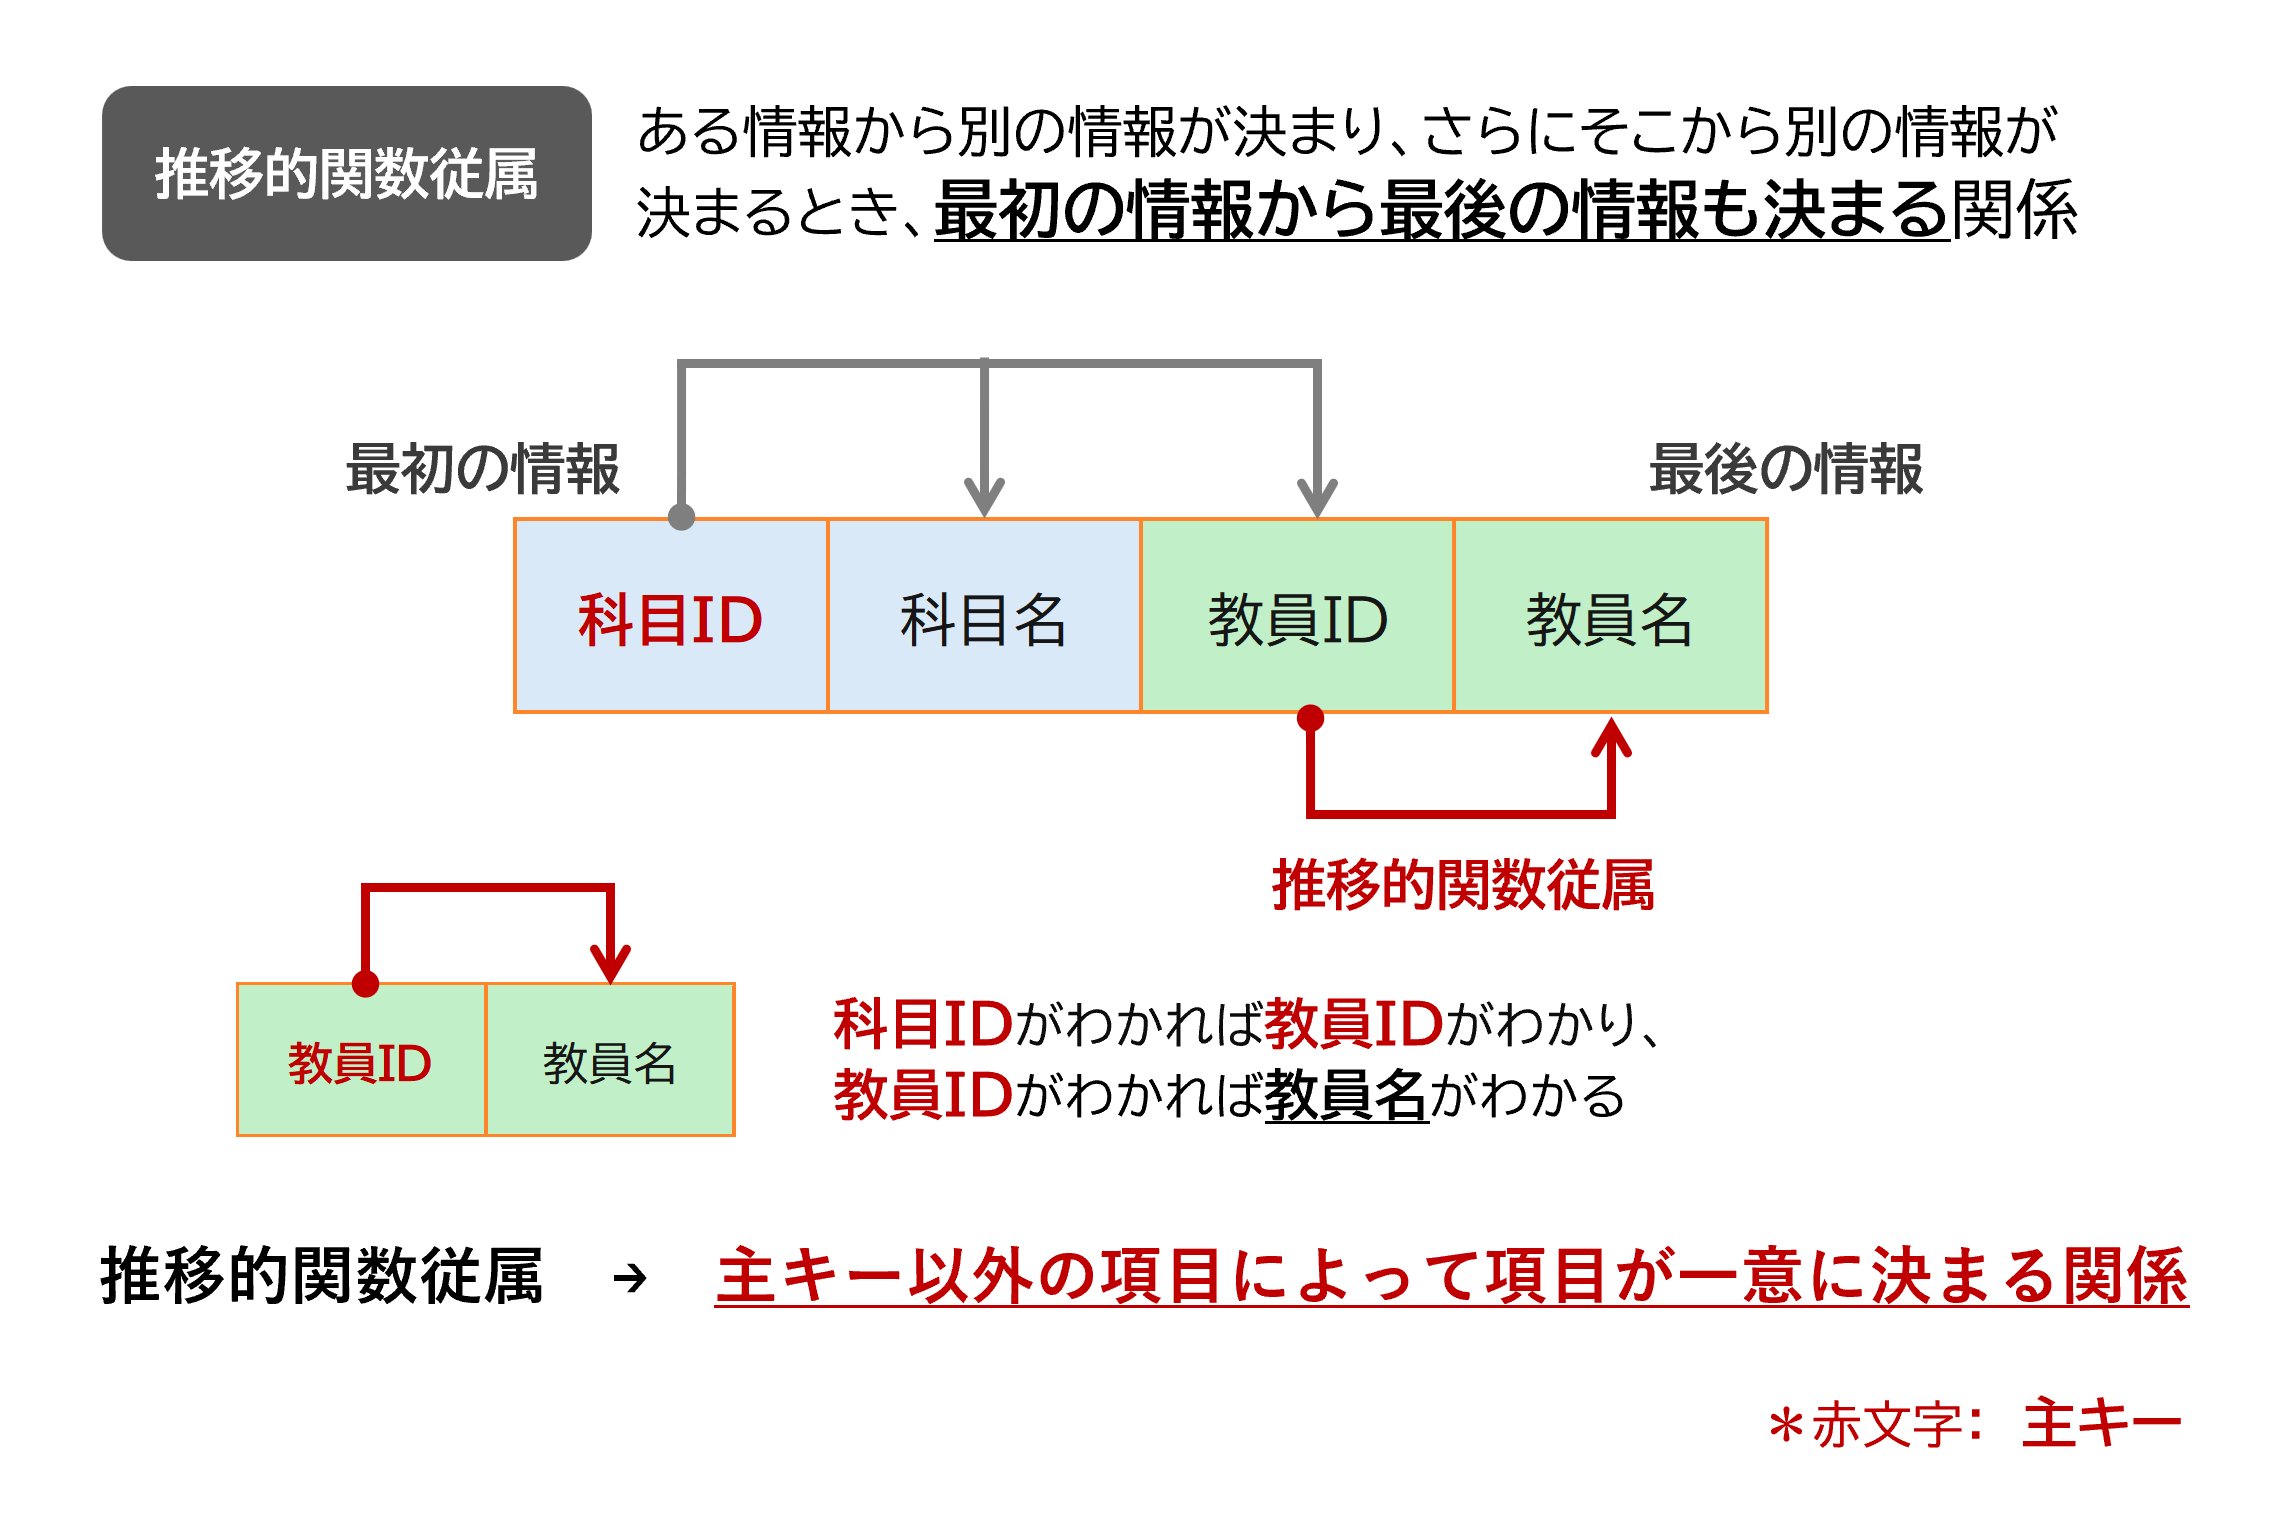 推移的関数従属
ある情報から別の情報が決まり、さらにそこから別の情報が
決まるとき、最初の情報から最後の情報も決まる関係
最初の情報
最後の情報
科目ID
科目名
教員ID
教員名
推移的関数従属
教員ID
教員名
科目IDがわかれば教員IDがわかり、
教員IDがわかれば教員名がわかる
推移的関数従属 → 主キー以外の項目によって項目が一意に決まる関係
＊赤文字： 主キー